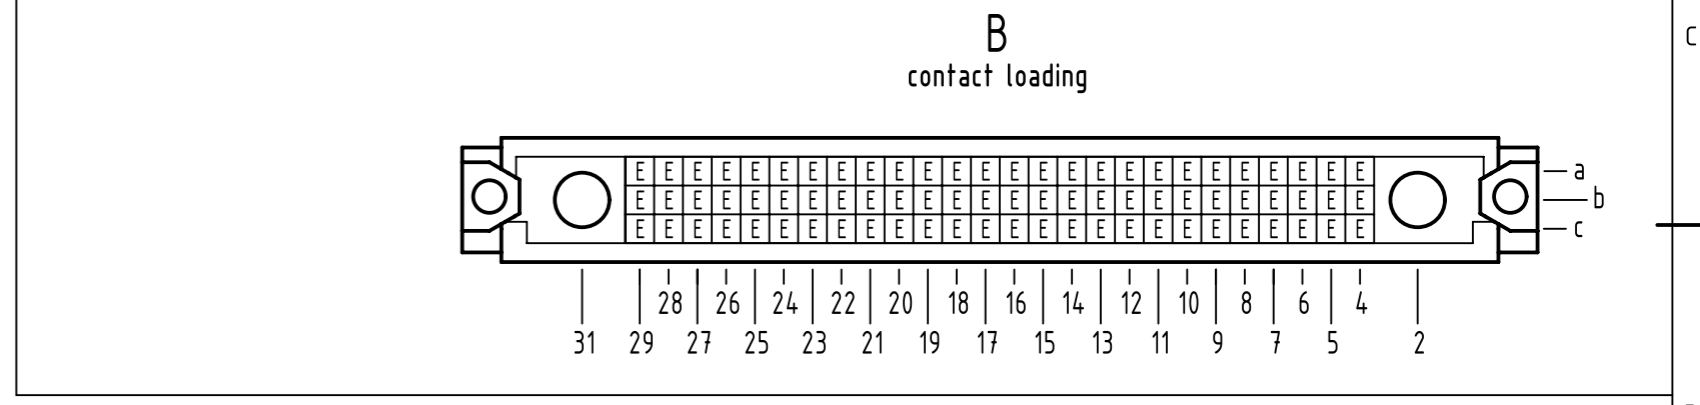 B
C
contact loading
E E E E E E E E E E E E E E E E E E E E E E E E E E a
E E E E E E E E E E E E E E E E E E E E E E E E E E b
E E E E E E E E E E E E E E E E E E E E E E E E E E c
28 26 24 22 20 18 16 14 12 10 8 6 4
31 29 27 25 23 21 19 17 15 13 11 9 7 5 2